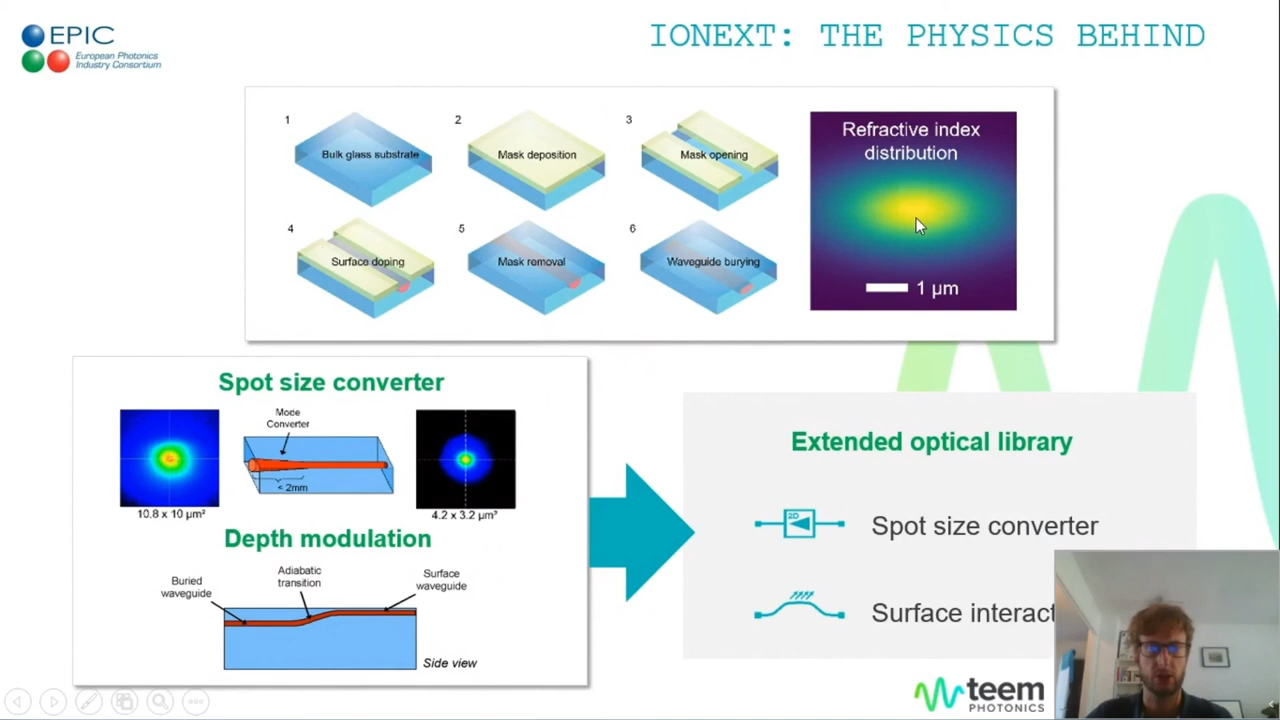 EPIC
European Photonics
Industry Consortium
IONEXT: THE PHYSICS BEHIND
1
Bulk glass substrate
2
Mask deposition
3
Mask opening
4
Surface doping
5
Mask removal
6
Waveguide burying
Refractive index
distribution
1 µm
Spot size converter
Mode
Converter
< 2mm
10.8 x 10 µm²
4.2 x 3.2 µm²
Depth modulation
Buried
waveguide
Adiabatic
transition
Surface
waveguide
Side view
Extended optical library
2D
Spot size converter
Surface interact
teem
PHOTONICS